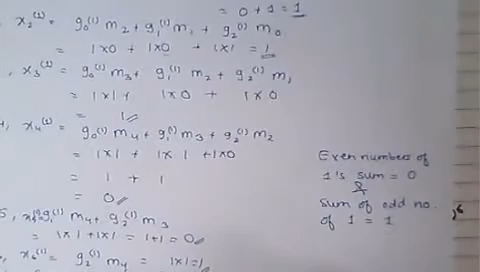 = 0 + 1 = 1
x₂⁽¹⁾ = g₀⁽¹⁾ m₂ + g₁⁽¹⁾ m₁ + g₂⁽¹⁾ m₀
= 1×0 + 1×0 + 1×1 = 1
x₃⁽¹⁾ = g₀⁽¹⁾ m₃ + g₁⁽¹⁾ m₂ + g₂⁽¹⁾ m₁
= 1×1 + 1×0 + 1×0
= 1
x₄⁽¹⁾ = g₀⁽¹⁾ m₄ + g₁⁽¹⁾ m₃ + g₂⁽¹⁾ m₂
= 1×1 + 1×1 + 1×0
= 1 + 1
= 0
g₁⁽¹⁾ m₄ + g₂⁽¹⁾ m₃
= 1×1 + 1×1 = 1+1 = 0
x₆⁽¹⁾ = g₂⁽¹⁾ m₄ = 1×1 = 1
Even numbers of
1's sum = 0
&
Sum of odd no.
of 1 = 1